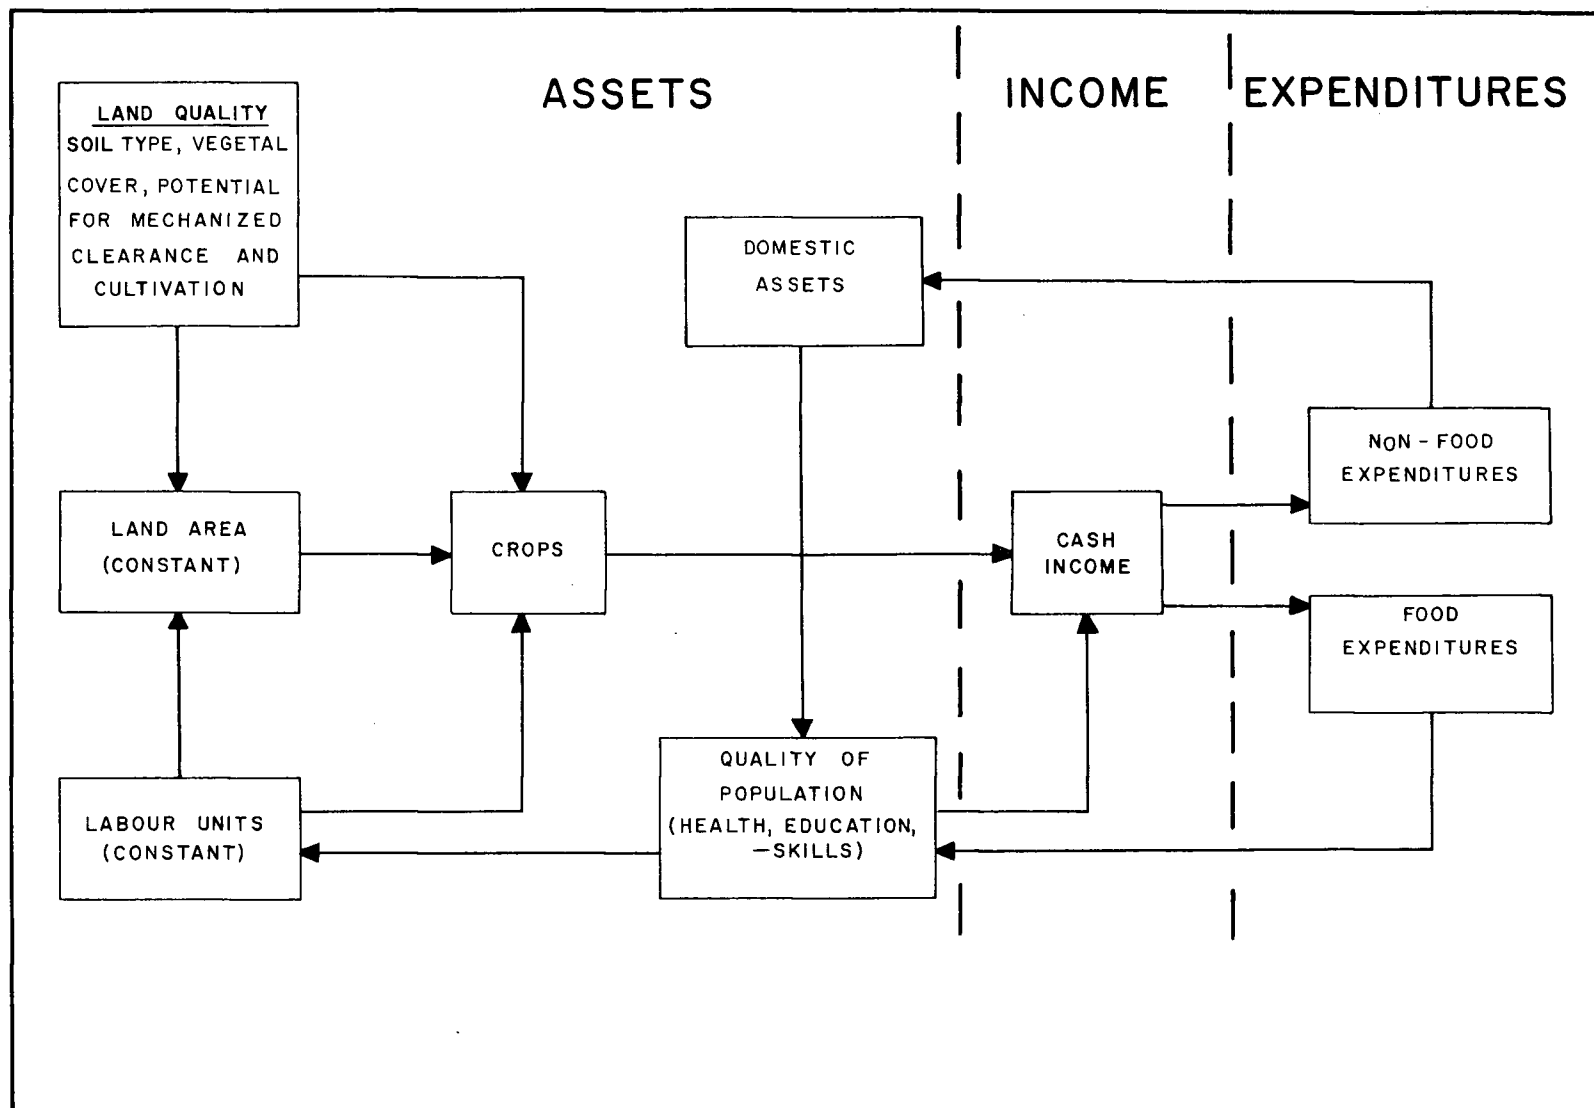 ASSETS
INCOME
EXPENDITURES
LAND QUALITY
SOIL TYPE, VEGETAL
COVER, POTENTIAL
FOR MECHANIZED
CLEARANCE AND
CULTIVATION
DOMESTIC
ASSETS
NON-FOOD
EXPENDITURES
LAND AREA
(CONSTANT)
CROPS
CASH
INCOME
FOOD
EXPENDITURES
LABOUR UNITS
(CONSTANT)
QUALITY OF
POPULATION
(HEALTH, EDUCATION,
—SKILLS)